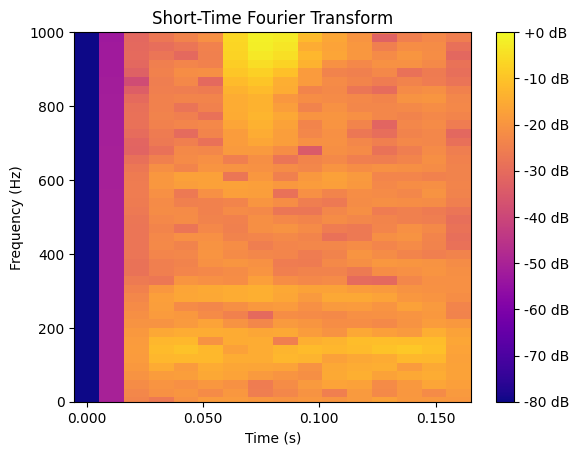 Short-Time Fourier Transform
1000
800
600
400
200
0
Frequency (Hz)
0.000
0.050
0.100
0.150
Time (s)
+0 dB
-10 dB
-20 dB
-30 dB
-40 dB
-50 dB
-60 dB
-70 dB
-80 dB